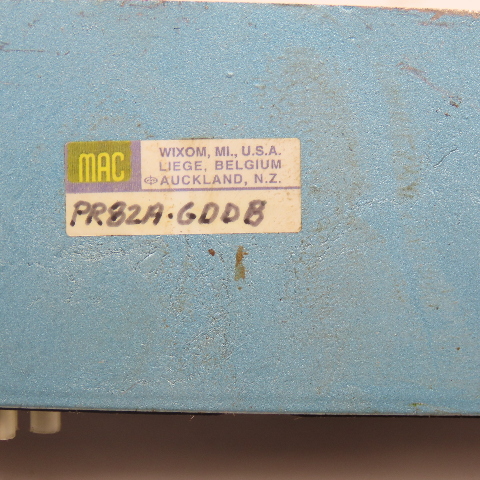 MAC
WIXOM, MI., U.S.A.
LIEGE, BELGIUM
AUCKLAND, N.Z.
PR82A-GDDB